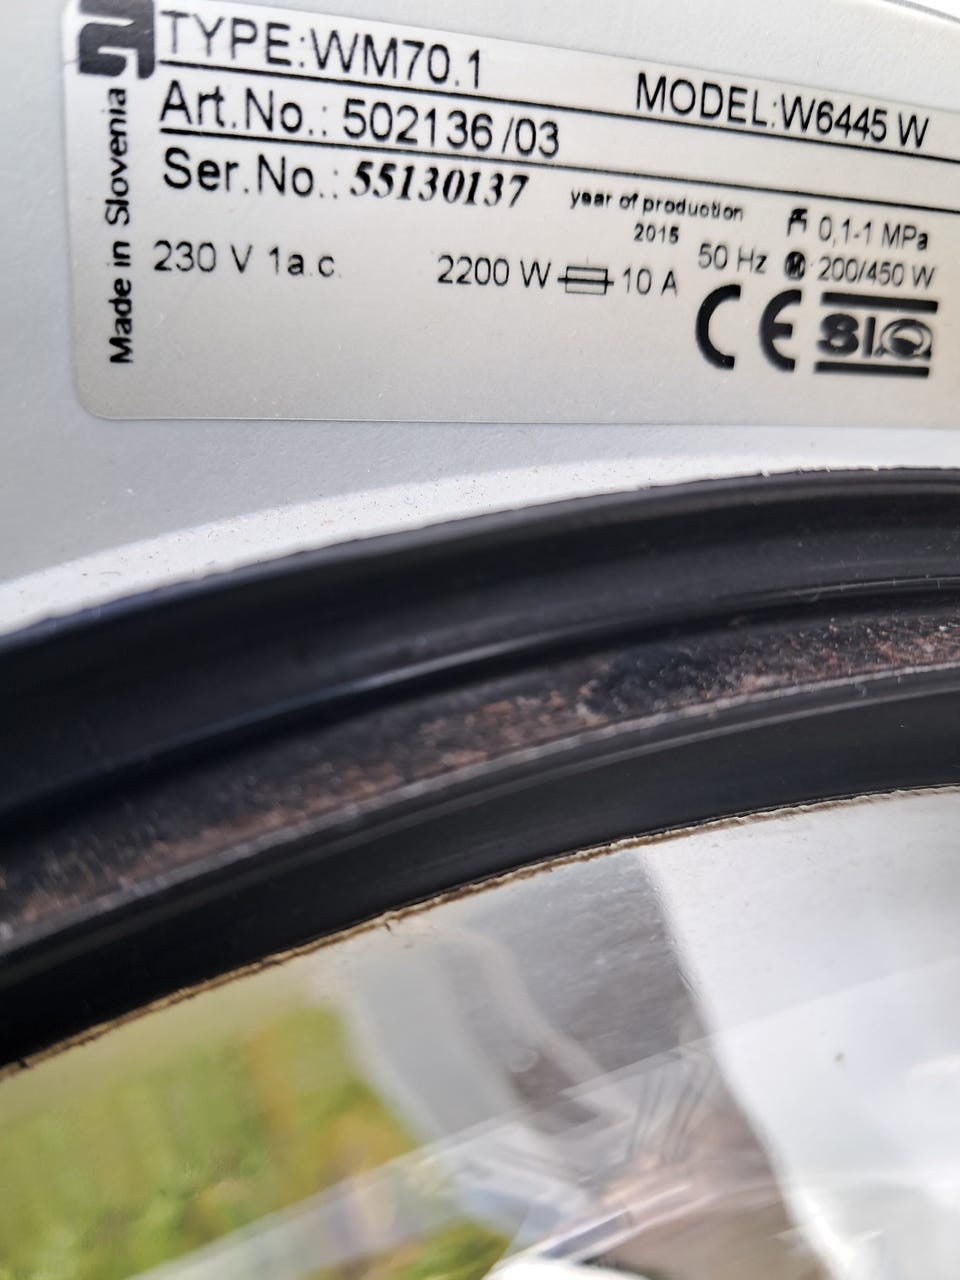 TYPE:WM70.1
MODEL:W6445 W
Art.No.: 502136/03
Ser.No.: 55130137
year of production
2015
0,1-1 MPa
230 V 1a.c.
2200 W 10 A
50 Hz
M 200/450 W
CE
SIQ
Made in Slovenia